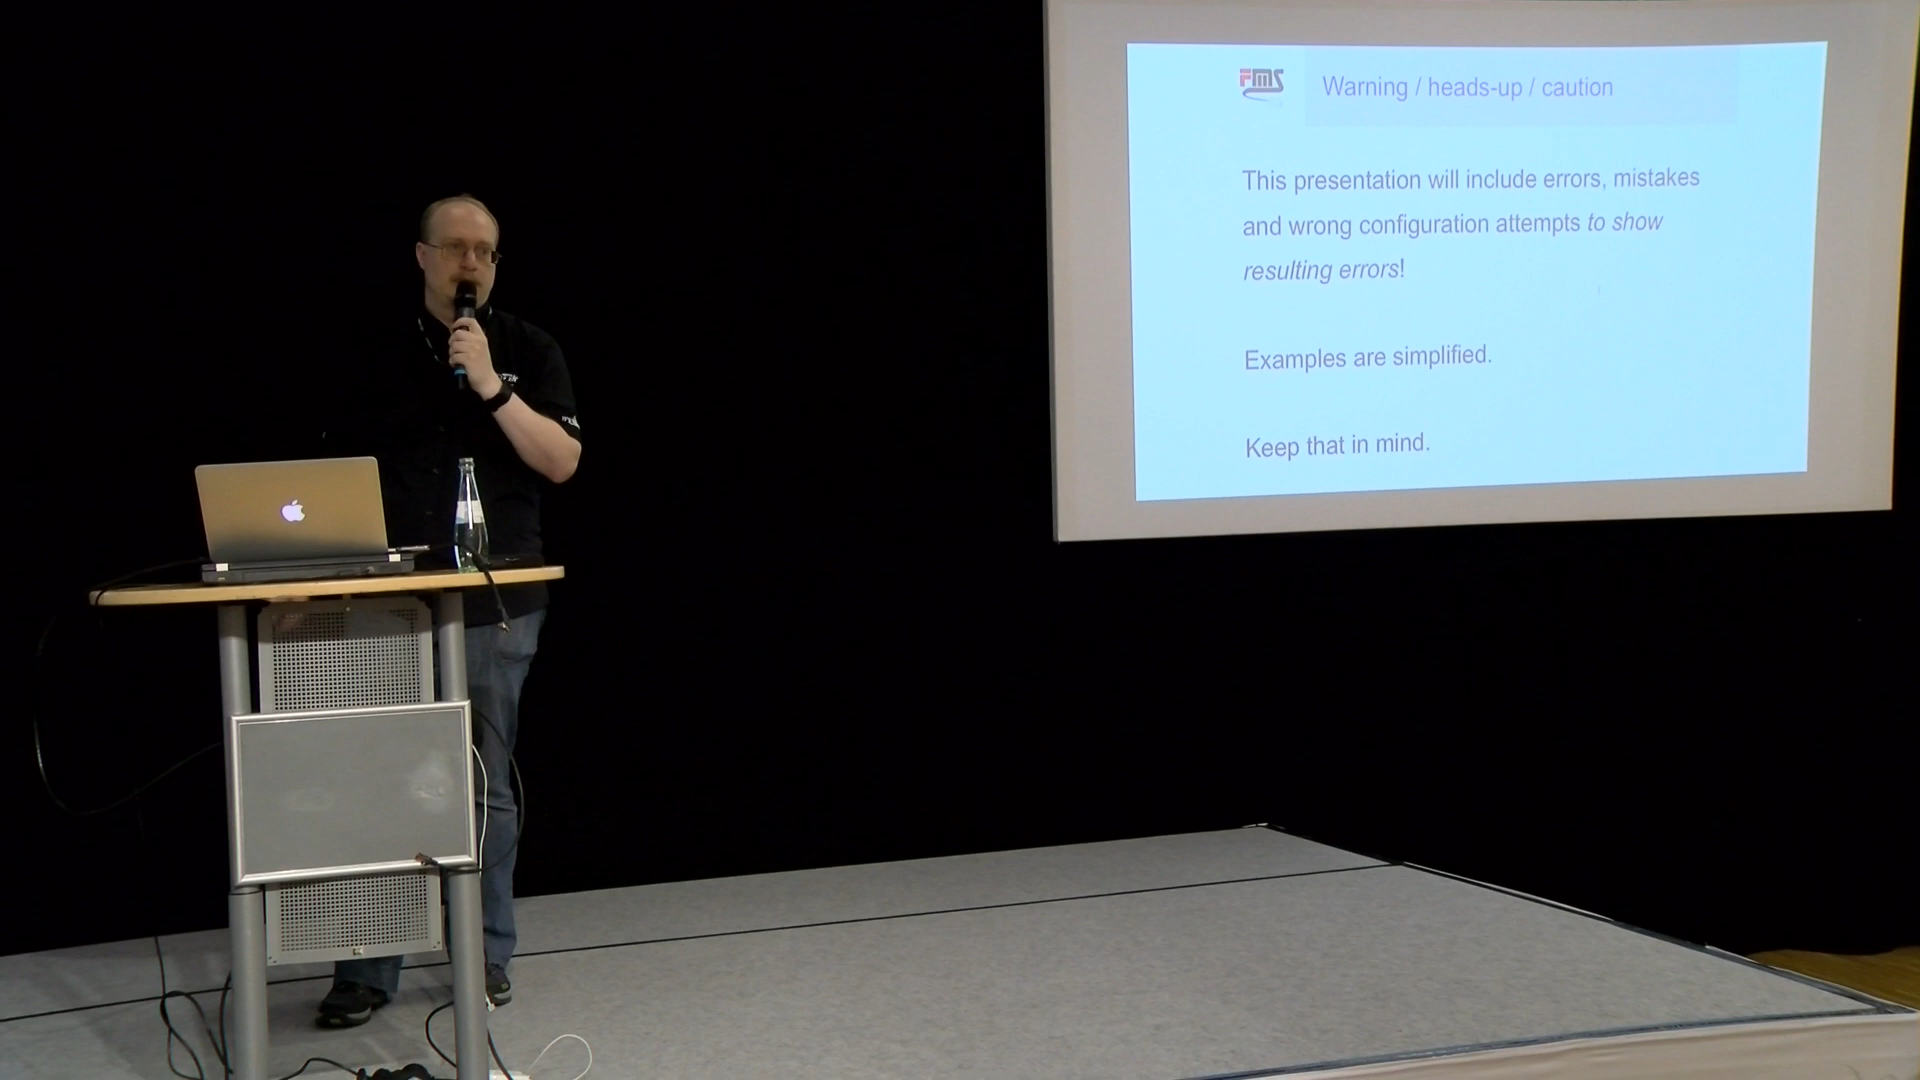 FMS
Warning / heads-up / caution
This presentation will include errors, mistakes
and wrong configuration attempts to show
resulting errors!
Examples are simplified.
Keep that in mind.